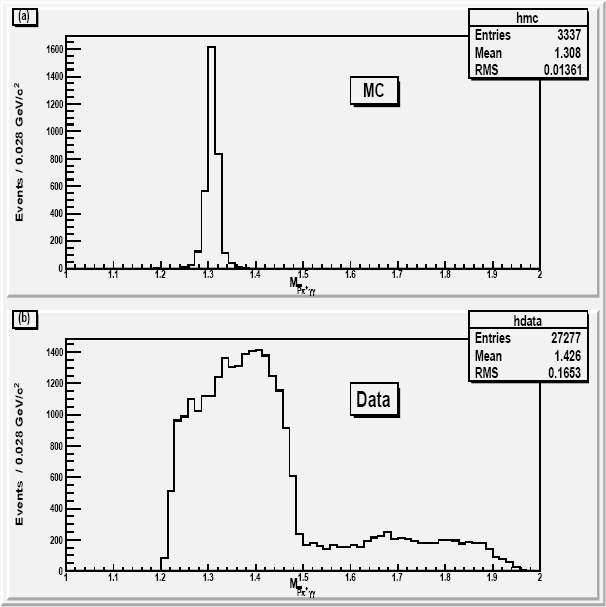 (a)
hmc
Entries 3337
Mean 1.308
RMS 0.01361
MC
Events / 0.028 GeV/c²
1600
1400
1200
1000
800
600
400
200
0
1 1.1 1.2 1.3 1.4 1.5 1.6 1.7 1.8 1.9 2
M p̅π⁺γγ
(b)
hdata
Entries 27277
Mean 1.426
RMS 0.1653
Data
Events / 0.028 GeV/c²
1400
1200
1000
800
600
400
200
0
1 1.1 1.2 1.3 1.4 1.5 1.6 1.7 1.8 1.9 2
M p̅π⁺γγ